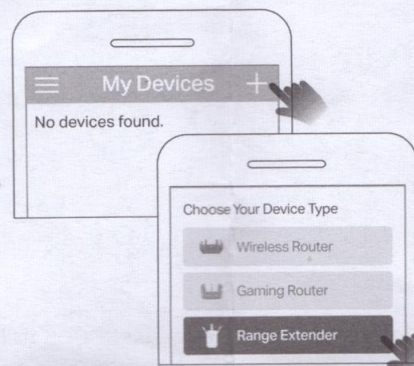 My Devices
No devices found.
Choose Your Device Type
Wireless Router
Gaming Router
Range Extender